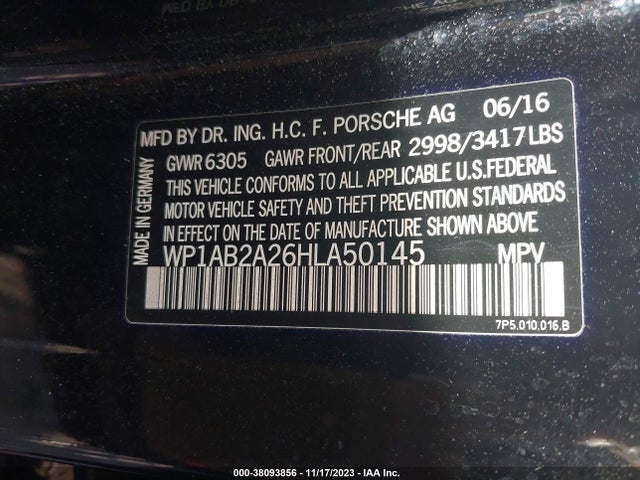 MFD BY DR. ING. H.C. F. PORSCHE AG 06/16
GVWR 6305 GAWR FRONT/REAR 2998/3417LBS
THIS VEHICLE CONFORMS TO ALL APPLICABLE U.S.FEDERAL
MOTOR VEHICLE SAFETY AND THEFT PREVENTION STANDARDS
IN EFFECT ON THE DATE OF MANUFACTURE SHOWN ABOVE
WP1AB2A26HLA50145 MPV
7P5.010.016.B
MADE IN GERMANY
000-38093856 - 11/17/2023 - IAA Inc.